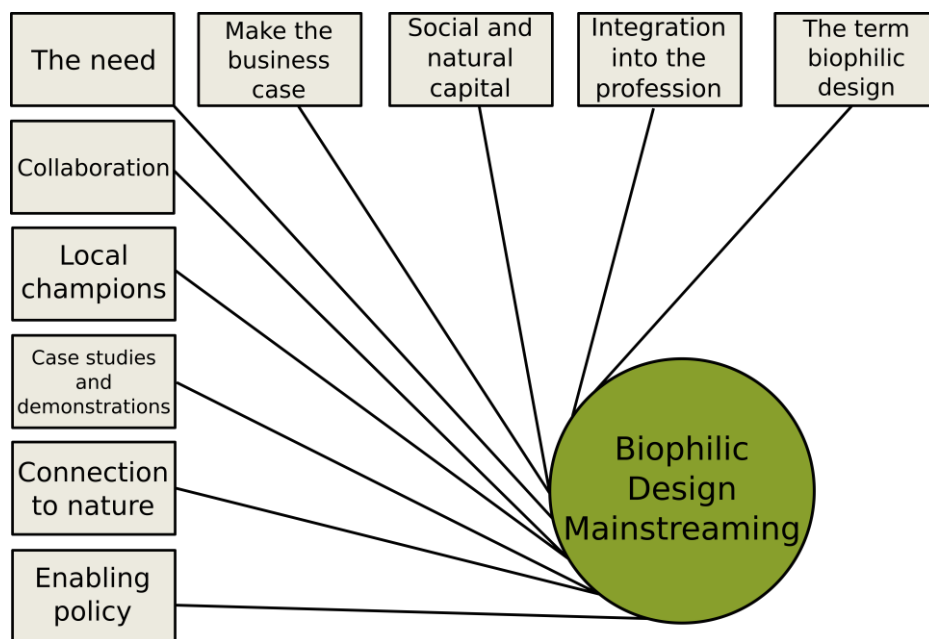 The need
Make the
business
case
Social and
natural
capital
Integration
into the
profession
The term
biophilic
design
Collaboration
Local
champions
Case studies
and
demonstrations
Connection
to nature
Enabling
policy
Biophilic
Design
Mainstreaming